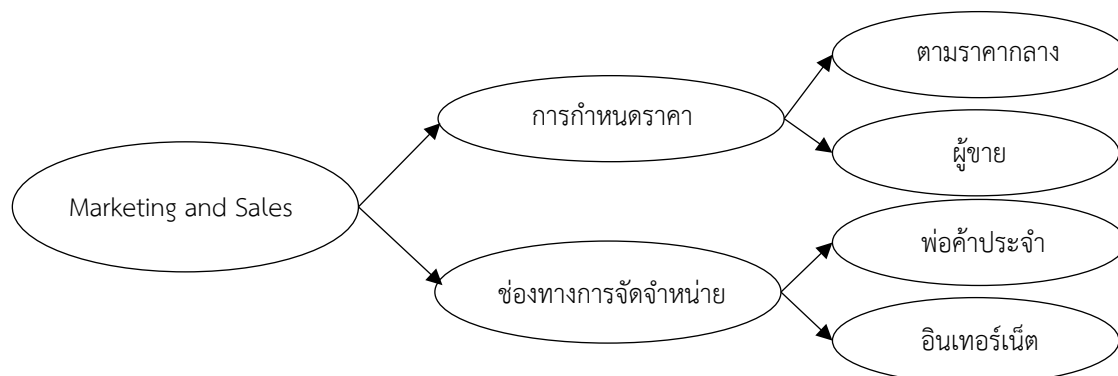 ตามราคากลาง
การกำหนดราคา
ผู้ขาย
Marketing and Sales
พ่อค้าประจำ
ช่องทางการจัดจำหน่าย
อินเทอร์เน็ต